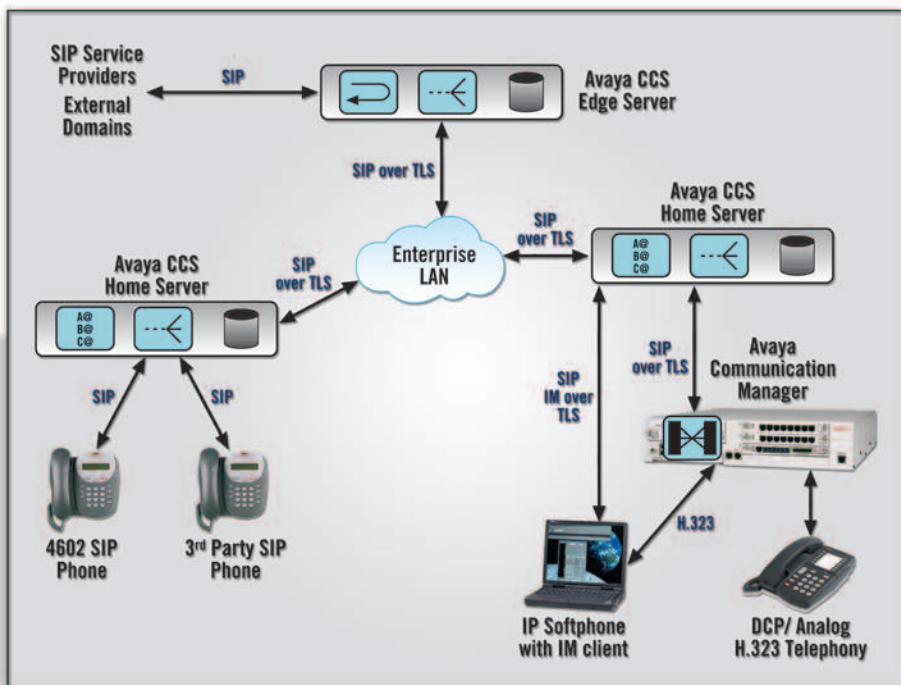 SIP Service
Providers
External
Domains
SIP
Avaya CCS
Edge Server
SIP over TLS
Enterprise
LAN
SIP
over TLS
Avaya CCS
Home Server
A@
B@
C@
SIP
over TLS
Avaya CCS
Home Server
A@
B@
C@
SIP
SIP
4602 SIP
Phone
3rd Party SIP
Phone
SIP
IM over
TLS
SIP
over TLS
Avaya
Communication
Manager
H.323
IP Softphone
with IM client
DCP/ Analog
H.323 Telephony